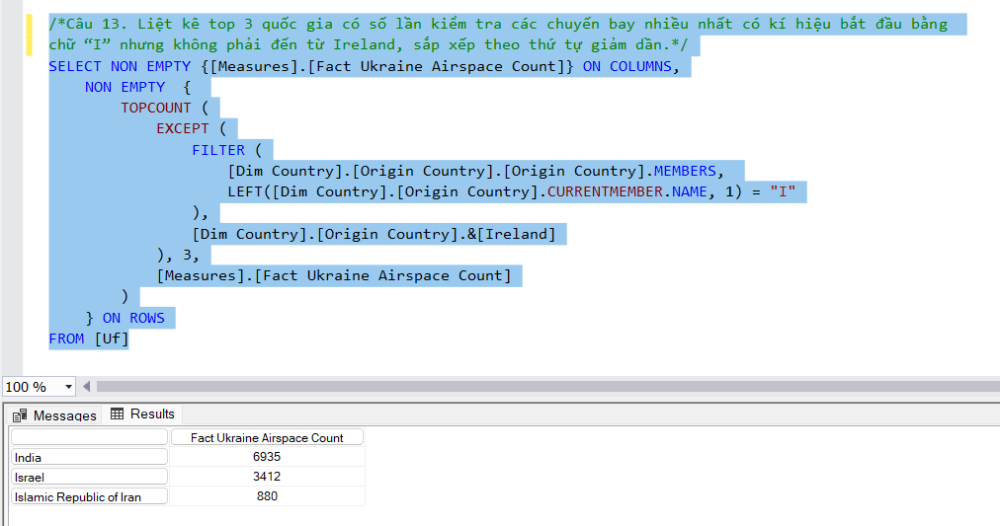 /*Câu 13. Liệt kê top 3 quốc gia có số lần kiểm tra các chuyến bay nhiều nhất có kí hiệu bắt đầu bằng
chữ “I” nhưng không phải đến từ Ireland, sắp xếp theo thứ tự giảm dần.*/
SELECT NON EMPTY {[Measures].[Fact Ukraine Airspace Count]} ON COLUMNS,
NON EMPTY {
TOPCOUNT (
EXCEPT (
FILTER (
[Dim Country].[Origin Country].[Origin Country].MEMBERS,
LEFT([Dim Country].[Origin Country].CURRENTMEMBER.NAME, 1) = "I"
),
[Dim Country].[Origin Country].&[Ireland]
), 3,
[Measures].[Fact Ukraine Airspace Count]
)
} ON ROWS
FROM [Uf]
100 %
Messages Results
Fact Ukraine Airspace Count
India 6935
Israel 3412
Islamic Republic of Iran 880